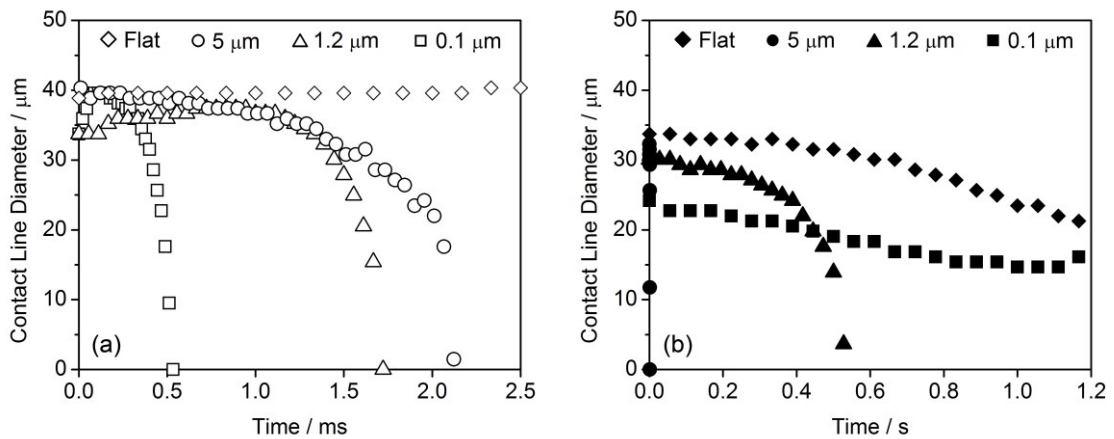 50
40
30
20
10
0
Contact Line Diameter / μm
Flat 5 μm 1.2 μm 0.1 μm
(a)
0.0 0.5 1.0 1.5 2.0 2.5
Time / ms
50
40
30
20
10
0
Contact Line Diameter / μm
Flat 5 μm 1.2 μm 0.1 μm
(b)
0.0 0.2 0.4 0.6 0.8 1.0 1.2
Time / s